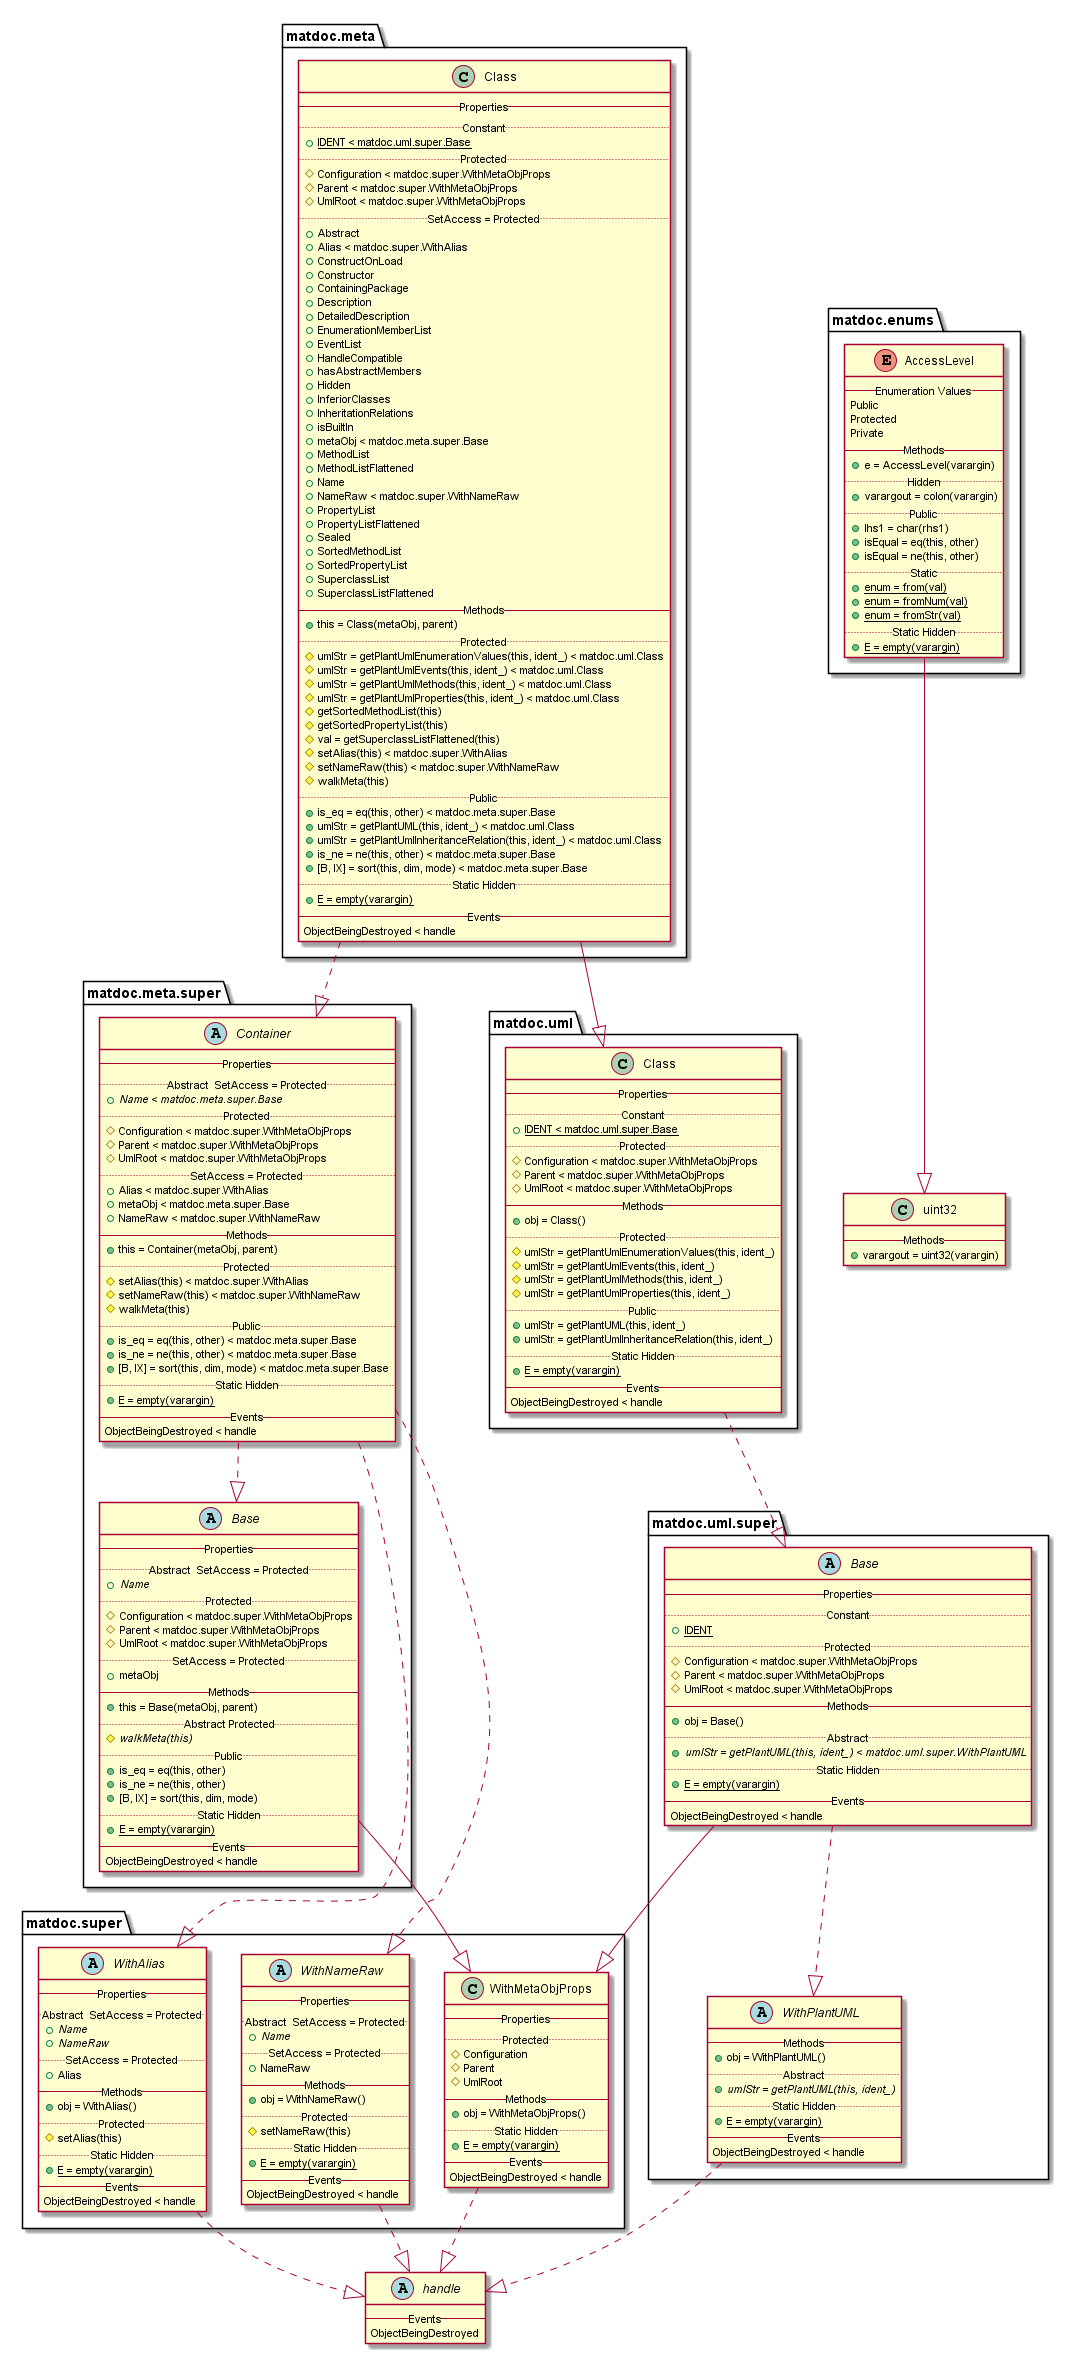 matdoc.meta
C Class
Properties
Constant
IDENT < matdoc.uml.super.Base
Protected
Configuration < matdoc.super.WithMetaObjProps
Parent < matdoc.super.WithMetaObjProps
UmlRoot < matdoc.super.WithMetaObjProps
SetAccess = Protected
Abstract
Alias < matdoc.super.WithAlias
ConstructOnLoad
Constructor
ContainingPackage
Description
DetailedDescription
EnumerationMemberList
EventList
HandleCompatible
hasAbstractMembers
Hidden
InferiorClasses
InheritationRelations
isBuiltIn
metaObj < matdoc.meta.super.Base
MethodList
MethodListFlattened
Name
NameRaw < matdoc.super.WithNameRaw
PropertyList
PropertyListFlattened
Sealed
SortedMethodList
SortedPropertyList
SuperclassList
SuperclassListFlattened
Methods
this = Class(metaObj, parent)
Protected
umlStr = getPlantUmlEnumerationValues(this, ident_) < matdoc.uml.Class
umlStr = getPlantUmlEvents(this, ident_) < matdoc.uml.Class
umlStr = getPlantUmlMethods(this, ident_) < matdoc.uml.Class
umlStr = getPlantUmlProperties(this, ident_) < matdoc.uml.Class
getSortedMethodList(this)
getSortedPropertyList(this)
val = getSuperclassListFlattened(this)
setAlias(this) < matdoc.super.WithAlias
setNameRaw(this) < matdoc.super.WithNameRaw
walkMeta(this)
Public
is_eq = eq(this, other) < matdoc.meta.super.Base
umlStr = getPlantUML(this, ident_) < matdoc.uml.Class
umlStr = getPlantUmlInheritanceRelation(this, ident_) < matdoc.uml.Class
is_ne = ne(this, other) < matdoc.meta.super.Base
[B, IX] = sort(this, dim, mode) < matdoc.meta.super.Base
Static Hidden
E = empty(varargin)
Events
ObjectBeingDestroyed < handle
matdoc.enums
E AccessLevel
Enumeration Values
Public
Protected
Private
Methods
e = AccessLevel(varargin)
Hidden
varargout = colon(varargin)
Public
lhs1 = char(rhs1)
isEqual = eq(this, other)
isEqual = ne(this, other)
Static
enum = from(val)
enum = fromNum(val)
enum = fromStr(val)
Static Hidden
E = empty(varargin)
matdoc.meta.super
A Container
Properties
Abstract SetAccess = Protected
Name < matdoc.meta.super.Base
Protected
Configuration < matdoc.super.WithMetaObjProps
Parent < matdoc.super.WithMetaObjProps
UmlRoot < matdoc.super.WithMetaObjProps
SetAccess = Protected
Alias < matdoc.super.WithAlias
metaObj < matdoc.meta.super.Base
NameRaw < matdoc.super.WithNameRaw
Methods
this = Container(metaObj, parent)
Protected
setAlias(this) < matdoc.super.WithAlias
setNameRaw(this) < matdoc.super.WithNameRaw
walkMeta(this)
Public
is_eq = eq(this, other) < matdoc.meta.super.Base
is_ne = ne(this, other) < matdoc.meta.super.Base
[B, IX] = sort(this, dim, mode) < matdoc.meta.super.Base
Static Hidden
E = empty(varargin)
Events
ObjectBeingDestroyed < handle
matdoc.uml
C Class
Properties
Constant
IDENT < matdoc.uml.super.Base
Protected
Configuration < matdoc.super.WithMetaObjProps
Parent < matdoc.super.WithMetaObjProps
UmlRoot < matdoc.super.WithMetaObjProps
Methods
obj = Class()
Protected
umlStr = getPlantUmlEnumerationValues(this, ident_)
umlStr = getPlantUmlEvents(this, ident_)
umlStr = getPlantUmlMethods(this, ident_)
umlStr = getPlantUmlProperties(this, ident_)
Public
umlStr = getPlantUML(this, ident_)
umlStr = getPlantUmlInheritanceRelation(this, ident_)
Static Hidden
E = empty(varargin)
Events
ObjectBeingDestroyed < handle
C uint32
Methods
varargout = uint32(varargin)
A Base
Properties
Abstract SetAccess = Protected
Name
Protected
Configuration < matdoc.super.WithMetaObjProps
Parent < matdoc.super.WithMetaObjProps
UmlRoot < matdoc.super.WithMetaObjProps
SetAccess = Protected
metaObj
Methods
this = Base(metaObj, parent)
Abstract Protected
walkMeta(this)
Public
is_eq = eq(this, other)
is_ne = ne(this, other)
[B, IX] = sort(this, dim, mode)
Static Hidden
E = empty(varargin)
Events
ObjectBeingDestroyed < handle
matdoc.uml.super
A Base
Properties
Constant
IDENT
Protected
Configuration < matdoc.super.WithMetaObjProps
Parent < matdoc.super.WithMetaObjProps
UmlRoot < matdoc.super.WithMetaObjProps
Methods
obj = Base()
Abstract
umlStr = getPlantUML(this, ident_) < matdoc.uml.super.WithPlantUML
Static Hidden
E = empty(varargin)
Events
ObjectBeingDestroyed < handle
matdoc.super
A WithAlias
Properties
Abstract SetAccess = Protected
Name
NameRaw
SetAccess = Protected
Alias
Methods
obj = WithAlias()
Protected
setAlias(this)
Static Hidden
E = empty(varargin)
Events
ObjectBeingDestroyed < handle
A WithNameRaw
Properties
Abstract SetAccess = Protected
Name
SetAccess = Protected
NameRaw
Methods
obj = WithNameRaw()
Protected
setNameRaw(this)
Static Hidden
E = empty(varargin)
Events
ObjectBeingDestroyed < handle
C WithMetaObjProps
Properties
Protected
Configuration
Parent
UmlRoot
Methods
obj = WithMetaObjProps()
Static Hidden
E = empty(varargin)
Events
ObjectBeingDestroyed < handle
A WithPlantUML
Methods
obj = WithPlantUML()
Abstract
umlStr = getPlantUML(this, ident_)
Static Hidden
E = empty(varargin)
Events
ObjectBeingDestroyed < handle
A handle
Events
ObjectBeingDestroyed